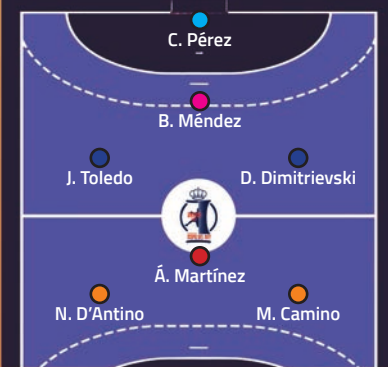 C. Pérez
B. Méndez
J. Toledo
D. Dimitrievski
Á. Martínez
N. D'Antino
M. Camino